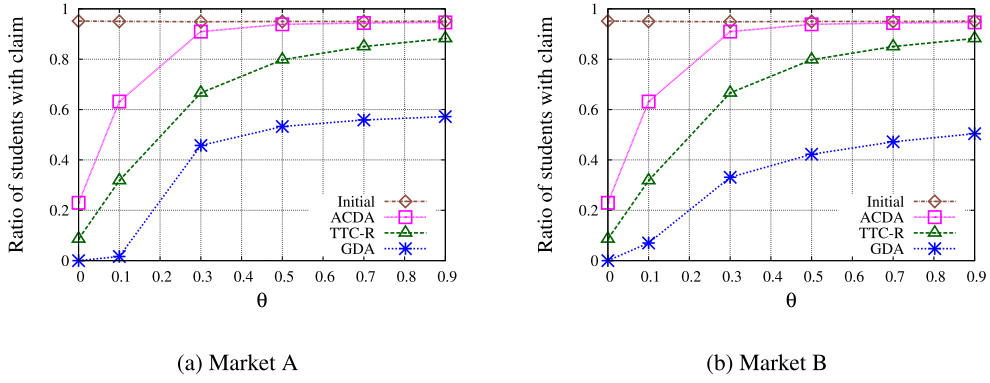 Ratio of students with claim
1
0.8
0.6
0.4
0.2
0
0 0.1 0.2 0.3 0.4 0.5 0.6 0.7 0.8 0.9
θ
Initial
ACDA
TTC-R
GDA
(a) Market A
Ratio of students with claim
1
0.8
0.6
0.4
0.2
0
0 0.1 0.2 0.3 0.4 0.5 0.6 0.7 0.8 0.9
θ
Initial
ACDA
TTC-R
GDA
(b) Market B